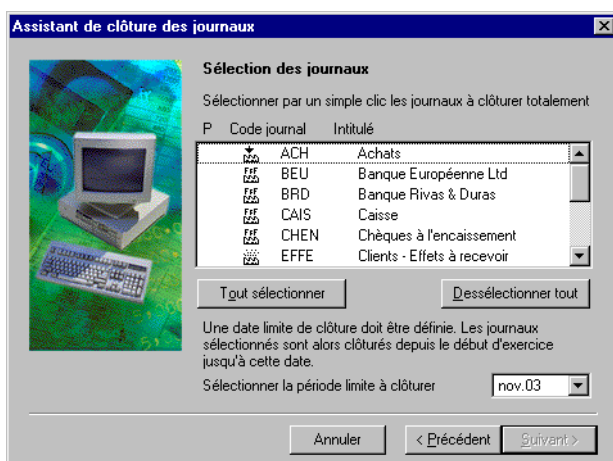 Assistant de clôture des journaux
Sélection des journaux
Sélectionner par un simple clic les journaux à clôturer totalement
P Code journal Intitulé
ACH Achats
BEU Banque Européenne Ltd
BRD Banque Rivas & Duras
CAIS Caisse
CHEN Chèques à l'encaissement
EFFE Clients - Effets à recevoir
Tout sélectionner Dessélectionner tout
Une date limite de clôture doit être définie. Les journaux
sélectionnés sont alors clôturés depuis le début d'exercice
jusqu'à cette date.
Sélectionner la période limite à clôturer nov.03
Annuler < Précédent Suivant >